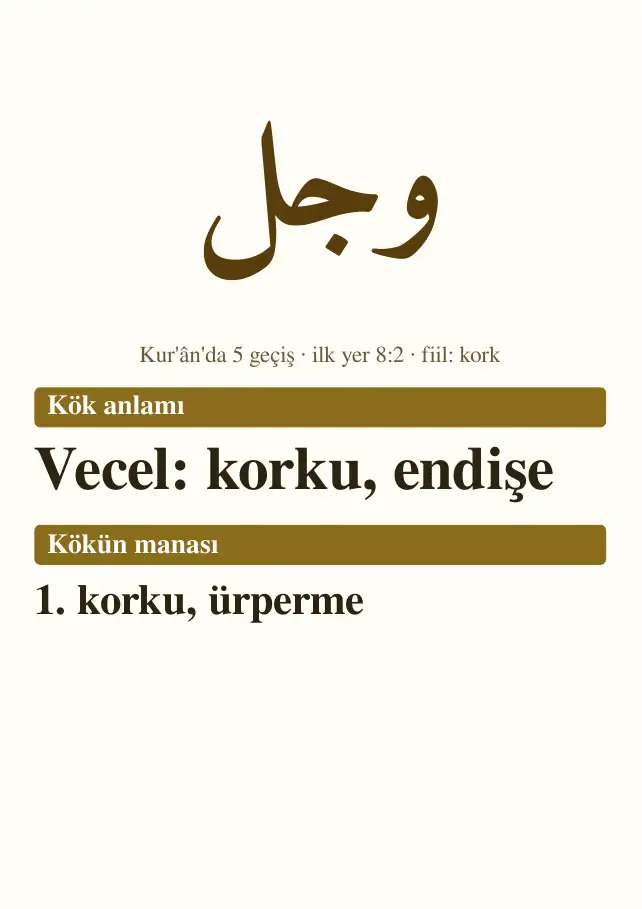 وجل
Kur'ân'da 5 geçiş · ilk yer 8:2 · fiil: kork
Kök anlamı
Vecel: korku, endişe
Kökün manası
1. korku, ürperme